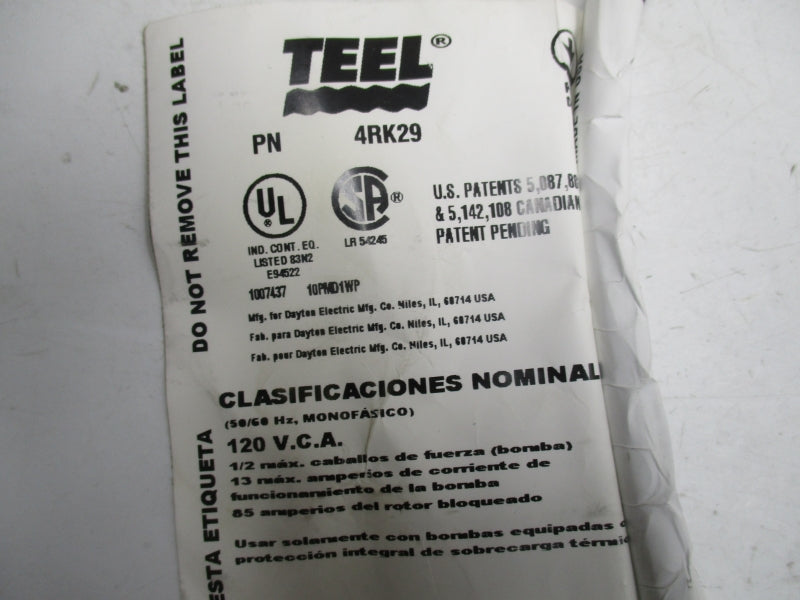 DO NOT REMOVE THIS LABEL
TEEL®
PN 4RK29
UL
®
IND. CONT. EQ.
LISTED 83N2
E94522
SA ®
LR 54245
U.S. PATENTS 5,087,
& 5,142,108 CANADIAN
PATENT PENDING
1007437 10PMD1WP
Mfg. for Dayton Electric Mfg. Co. Niles, IL, 60714 USA
Fab. para Dayton Electric Mfg. Co. Niles, IL, 60714 USA
Fab. pour Dayton Electric Mfg. Co. Niles, IL, 60714 USA
CLASIFICACIONES NOMINAL
(50/60 Hz, MONOFÁSICO)
120 V.C.A.
1/2 máx. caballos de fuerza (bomba)
13 máx. amperios de corriente de
funcionamiento de la bomba
85 amperios del rotor bloqueado
Usar solamente con bombas equipadas
protección integral de sobrecarga térmi
ESTA ETIQUETA